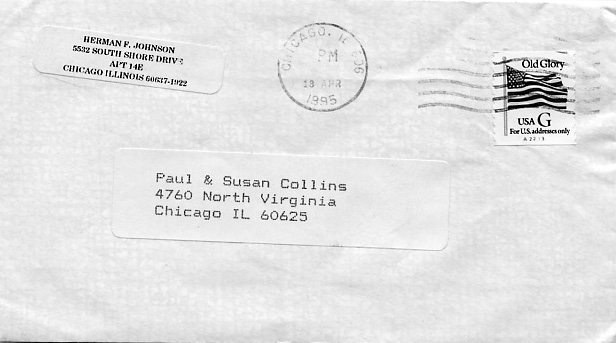 HERMAN F. JOHNSON
5532 SOUTH SHORE DRIVE
APT 14E
CHICAGO ILLINOIS 60637-1922
CHICAGO, IL 606
PM
18 APR
1995
Old Glory
USA G
For U.S. addresses only
Paul & Susan Collins
4760 North Virginia
Chicago IL 60625